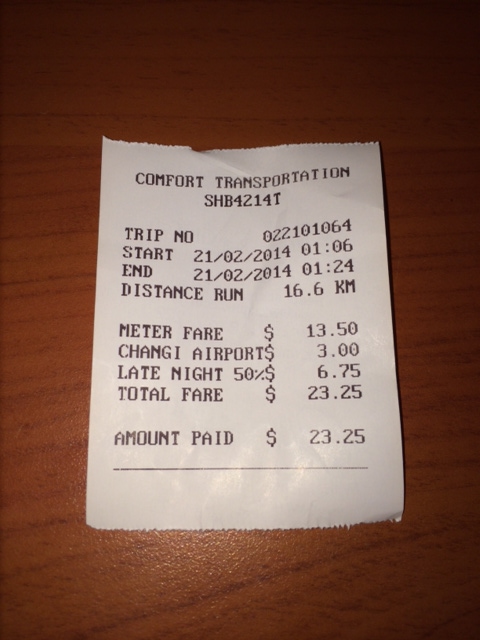 COMFORT TRANSPORTATION
SHB4214T
TRIP NO 022101064
START 21/02/2014 01:06
END 21/02/2014 01:24
DISTANCE RUN 16.6 KM
METER FARE $ 13.50
CHANGI AIRPORT$ 3.00
LATE NIGHT 50%$ 6.75
TOTAL FARE $ 23.25
AMOUNT PAID $ 23.25